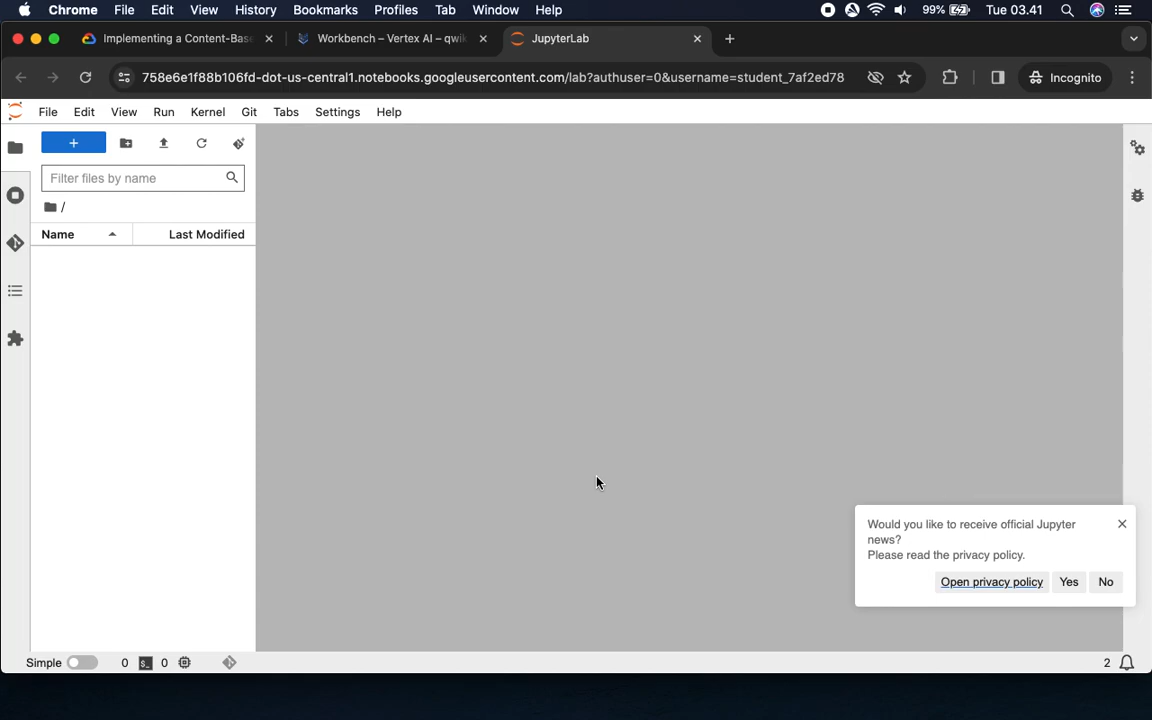 Chrome File Edit View History Bookmarks Profiles Tab Window Help 99% Tue 03.41
Implementing a Content-Base Workbench – Vertex AI – qwik JupyterLab
758e6e1f88b106fd-dot-us-central1.notebooks.googleusercontent.com/lab?authuser=0&username=student_7af2ed78 Incognito
File Edit View Run Kernel Git Tabs Settings Help
Filter files by name
/
Name Last Modified
Would you like to receive official Jupyter
news?
Please read the privacy policy.
Open privacy policy Yes No
Simple 0 $_ 0 2